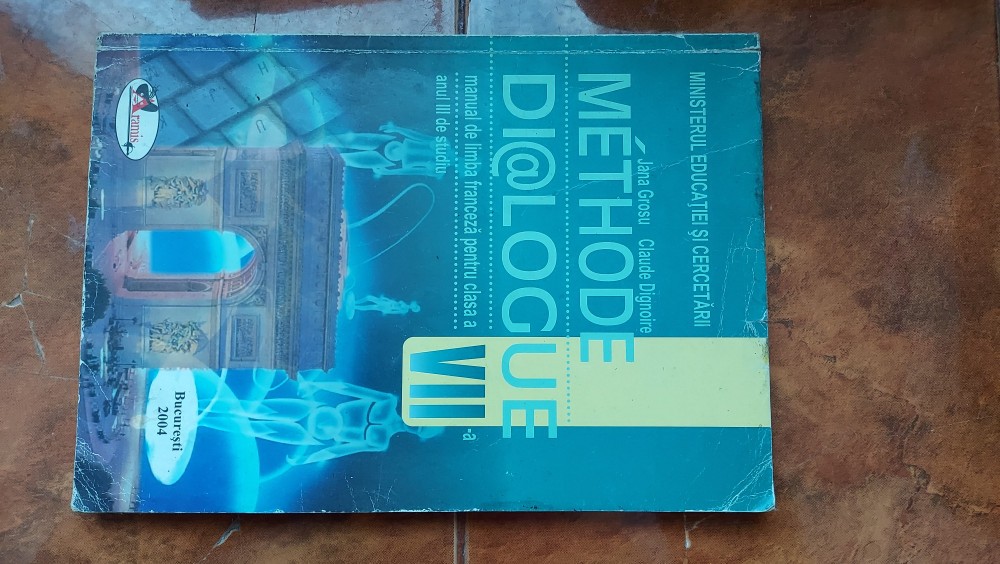 MINISTERUL EDUCAȚIEI ȘI CERCETĂRII
Jana Grosu Claude Dignoire
MÉTHODE
DI@LOGUE
manual de limba franceză pentru clasa a VII-a
anul III de studiu
Aramis
H
U
București
2004